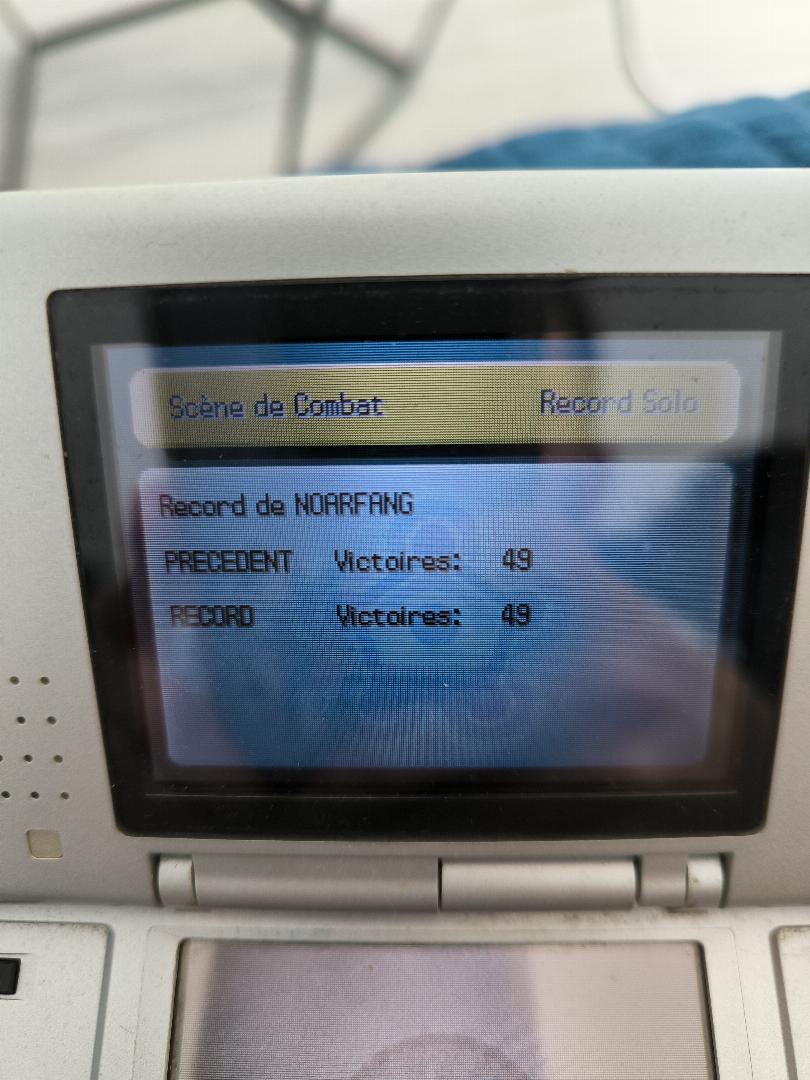 Scène de Combat Record Solo
Record de NOARFANG
PRECEDENT Victoires: 49
RECORD Victoires: 49